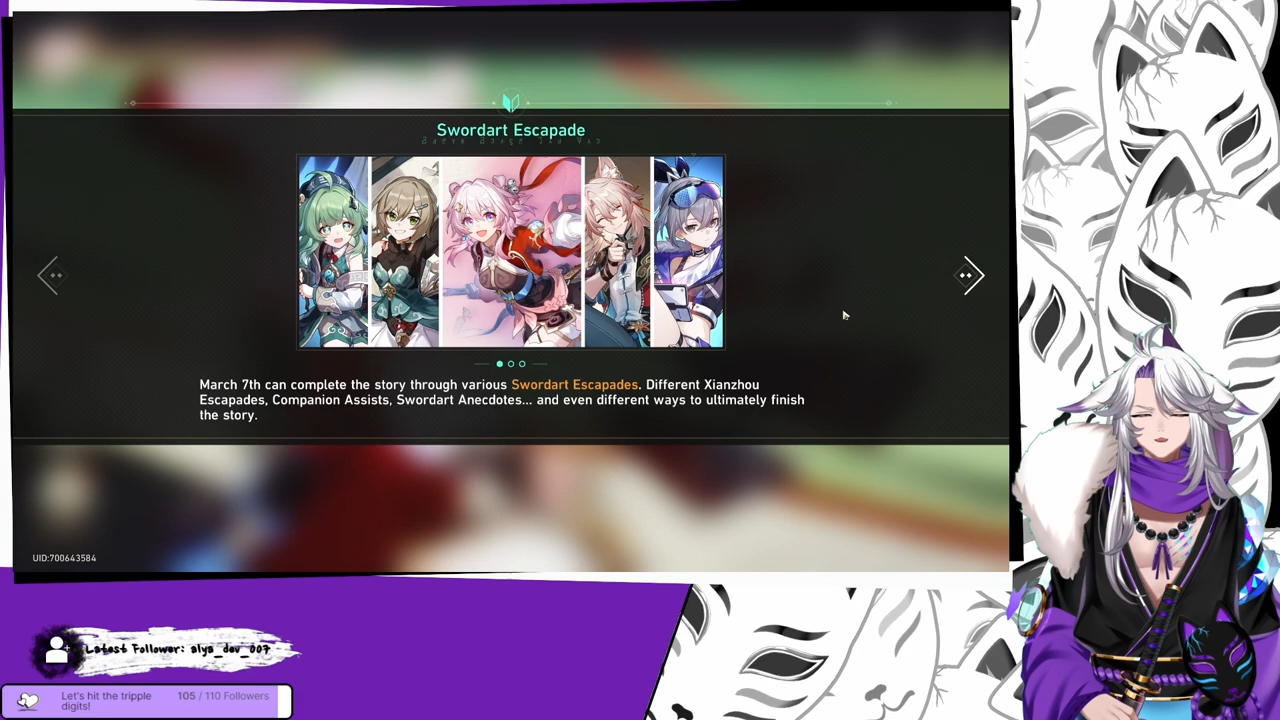 Swordart Escapade
March 7th can complete the story through various Swordart Escapades. Different Xianzhou
Escapades, Companion Assists, Swordart Anecdotes... and even different ways to ultimately finish
the story.
UID:700643584
Latest Follower: alya_dev_007
Let's hit the tripple
digits!
105 / 110 Followers